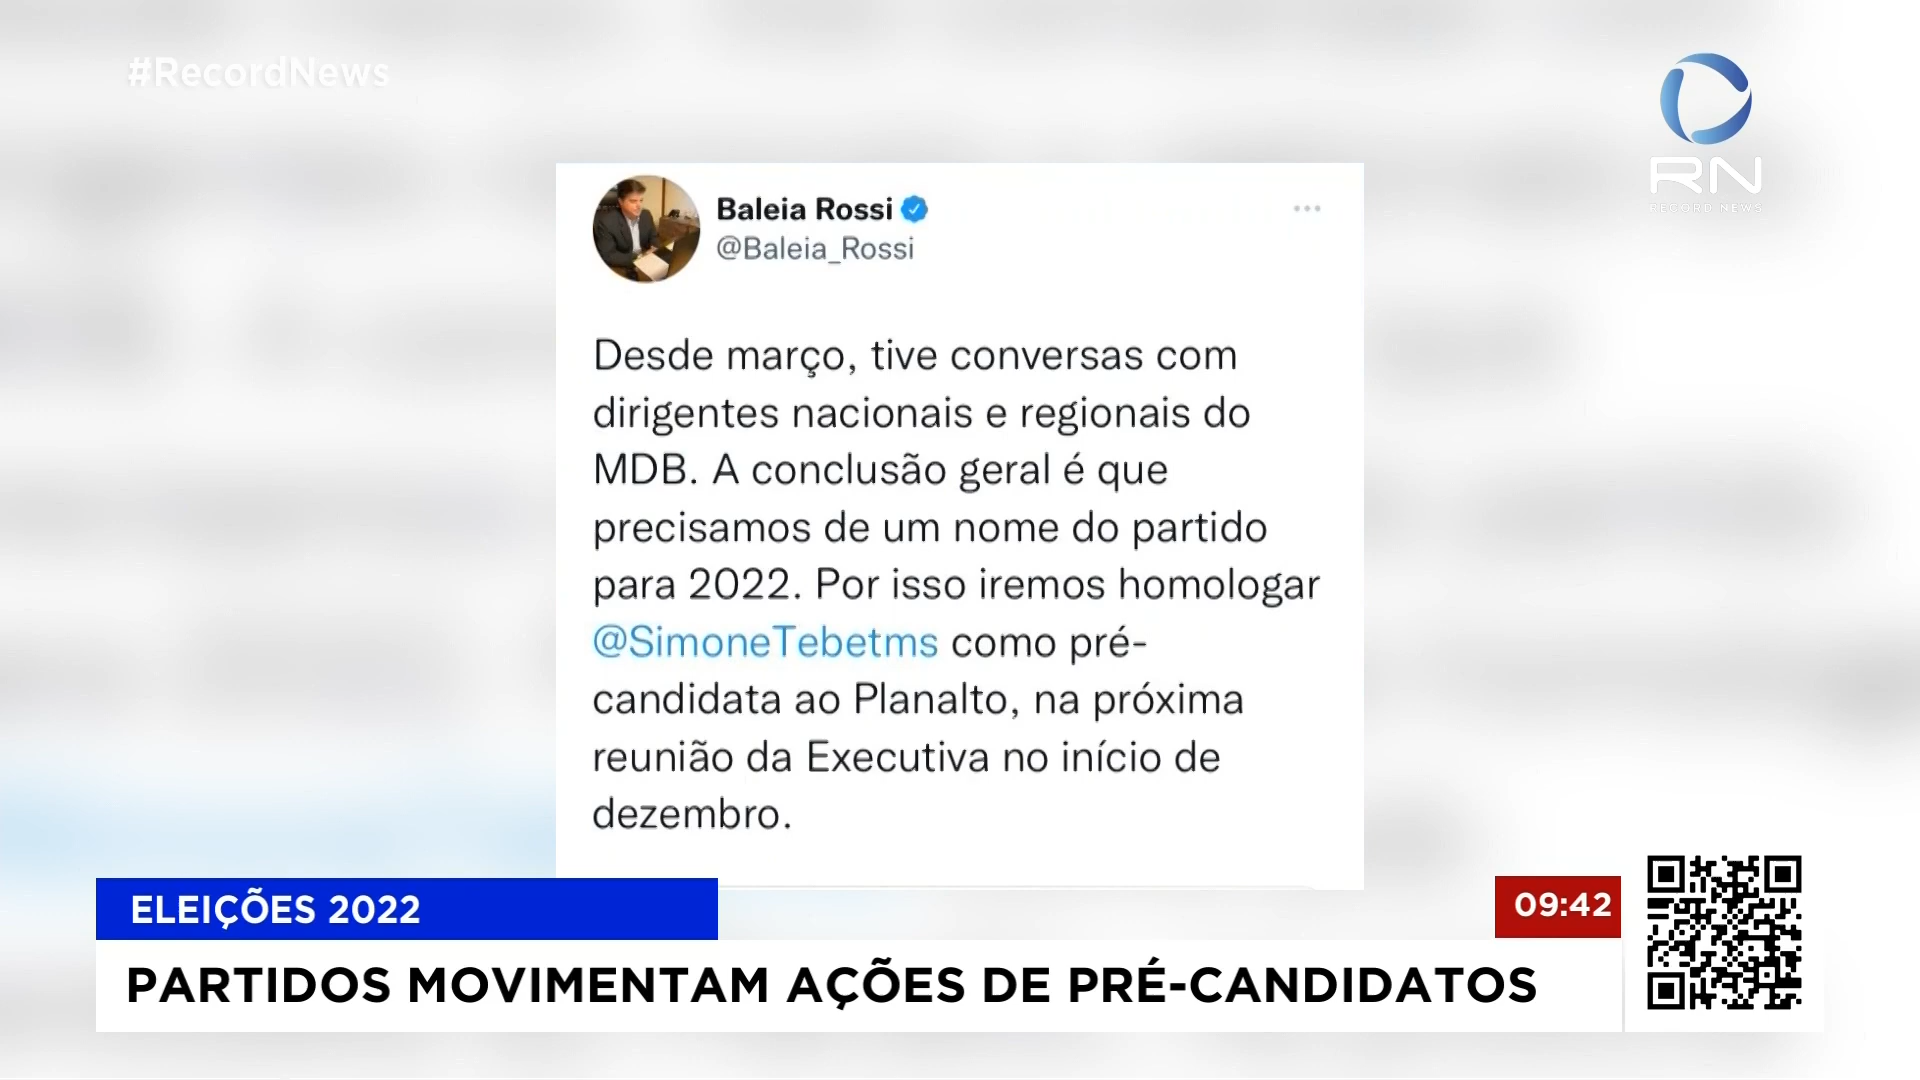 #RecordNews
RN
RECORD NEWS
Baleia Rossi
@Baleia_Rossi
Desde março, tive conversas com
dirigentes nacionais e regionais do
MDB. A conclusão geral é que
precisamos de um nome do partido
para 2022. Por isso iremos homologar
@SimoneTebetms como pré-
candidata ao Planalto, na próxima
reunião da Executiva no início de
dezembro.
ELEIÇÕES 2022
09:42
PARTIDOS MOVIMENTAM AÇÕES DE PRÉ-CANDIDATOS